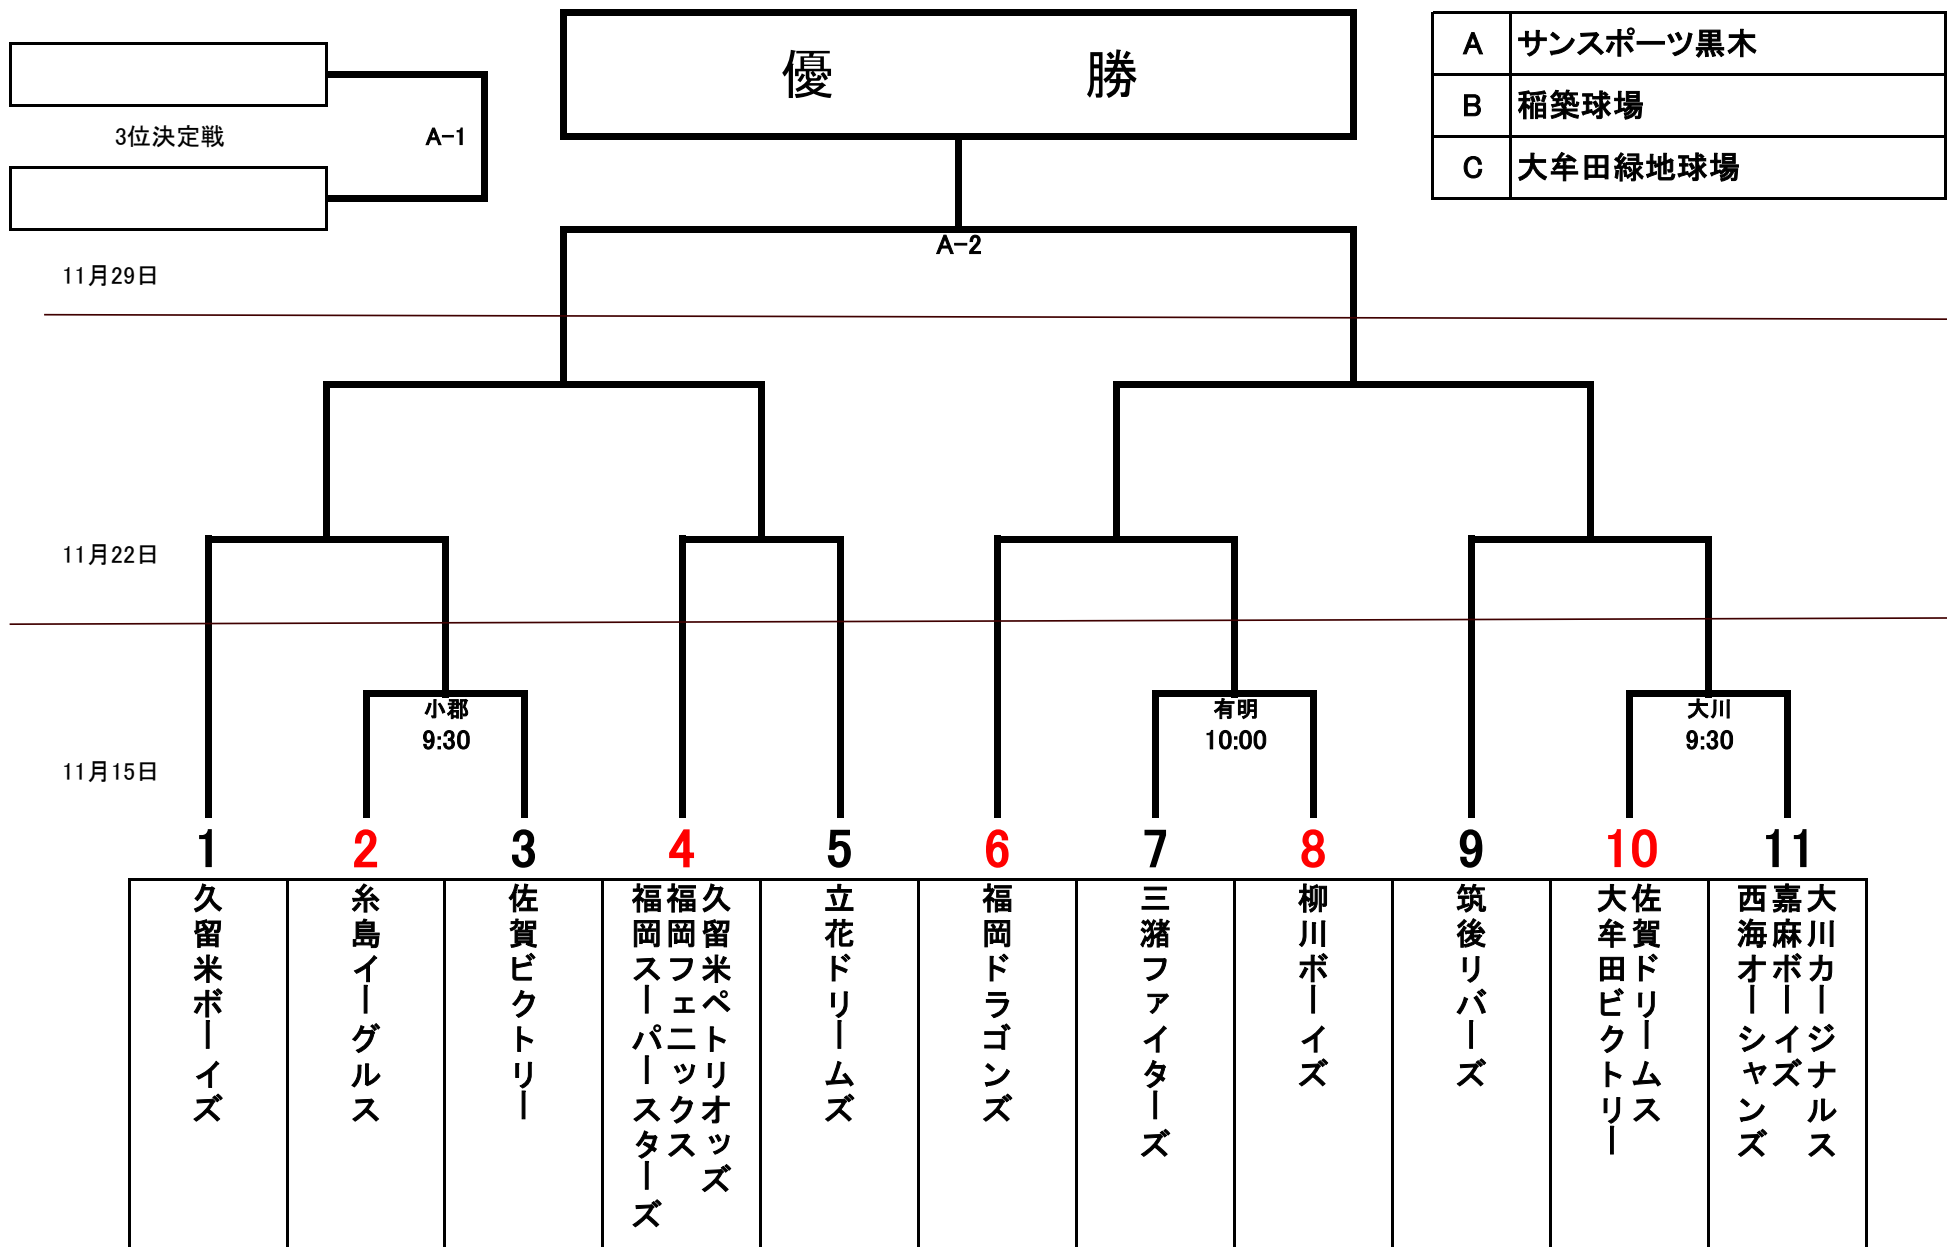 優 勝
A サンスポーツ黒木
B 稲築球場
C 大牟田緑地球場
3位決定戦
A-1
A-2
11月29日
11月22日
小郡
9:30
有明
10:00
大川
9:30
11月15日
1
2
3
4
5
6
7
8
9
10
11
久留米ボーイズ
糸島イーグルス
佐賀ビクトリー
久留米ペトリオッズ
福岡フェニックス
福岡スーパースターズ
立花ドリームズ
福岡ドラゴンズ
三潴ファイターズ
柳川ボーイズ
筑後リバーズ
佐賀ドリームス
大牟田ビクトリー
大川カージナルス
嘉麻ボーイズ
西海オーシャンズ